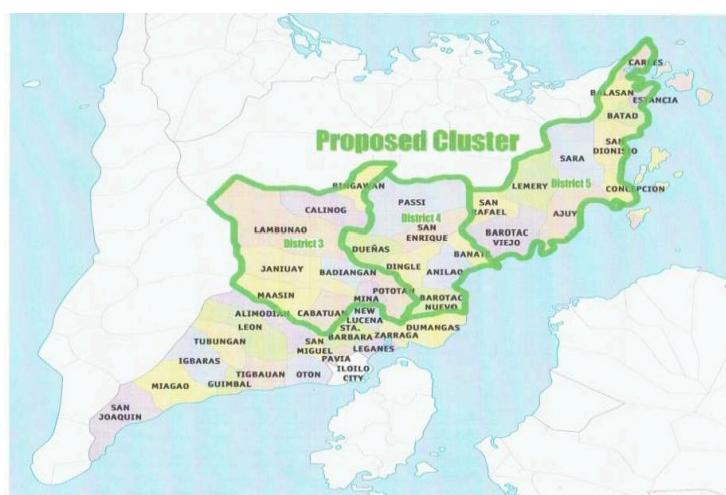 CARLES
BALASAN
ESTANCIA
BATAD
Proposed Cluster
SAN
DIONISIO
SARA
BINGAWAN
LEMERY
District 5
CONCEPCION
PASSI
CALINOG
SAN
RAFAEL
AJUY
District 4
LAMBUNAO
SAN
ENRIQUE
BAROTAC
VIEJO
District 3
DUEÑAS
BANATE
JANIUAY
DINGLE
BADIANGAN
ANILAO
MAASIN
POTOTAN
MINA
BAROTAC
NUEVO
ALIMODIAN
CABATUAN
NEW
LUCENA
LEON
STA.
BARBARA
DUMANGAS
ZARRAGA
TUBUNGAN
SAN
MIGUEL
LEGANES
PAVIA
IGBARAS
ILOILO
CITY
TIGBAUAN
OTON
MIAGAO
GUIMBAL
SAN
JOAQUIN